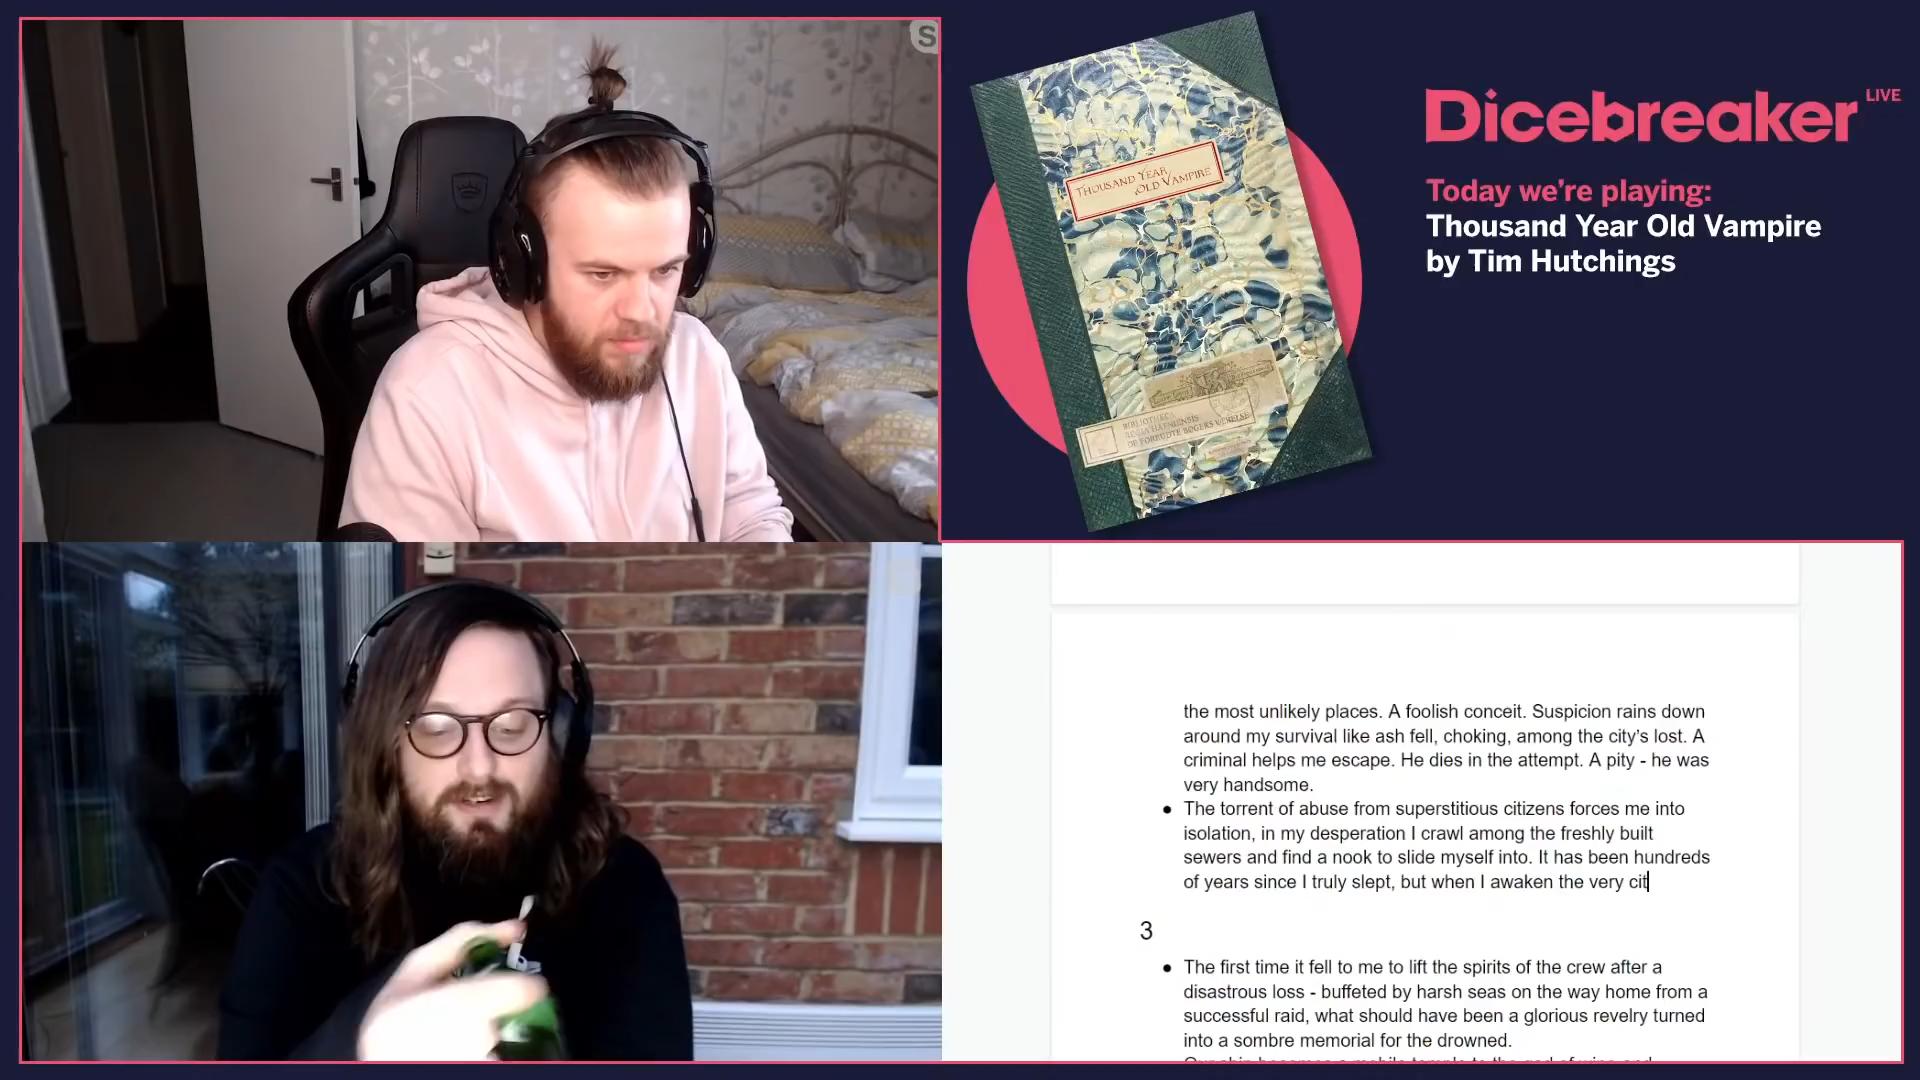 S
THOUSAND YEAR
OLD VAMPIRE
BIBLIOTHECA
REGIA HAFNIENSIS
DE FORBUDTE BØGERS VÆRELSE
Dicebreaker LIVE
Today we're playing:
Thousand Year Old Vampire
by Tim Hutchings
the most unlikely places. A foolish conceit. Suspicion rains down
around my survival like ash fell, choking, among the city's lost. A
criminal helps me escape. He dies in the attempt. A pity - he was
very handsome.
● The torrent of abuse from superstitious citizens forces me into
isolation, in my desperation I crawl among the freshly built
sewers and find a nook to slide myself into. It has been hundreds
of years since I truly slept, but when I awaken the very cit
3
● The first time it fell to me to lift the spirits of the crew after a
disastrous loss - buffeted by harsh seas on the way home from a
successful raid, what should have been a glorious revelry turned
into a sombre memorial for the drowned.